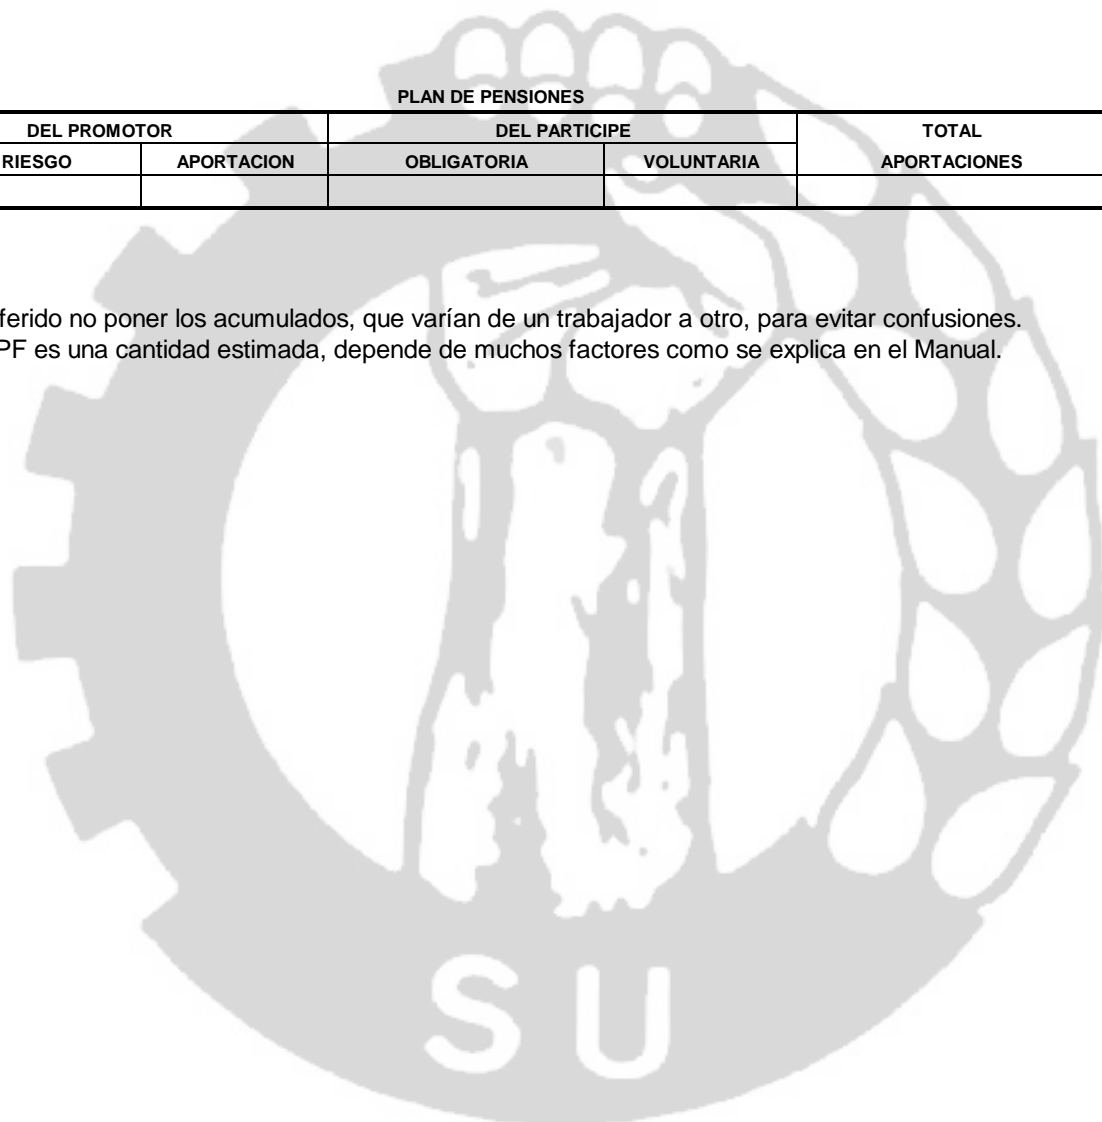 PLAN DE PENSIONES
DEL PROMOTOR DEL PARTICIPE TOTAL
RIESGO APORTACION OBLIGATORIA VOLUNTARIA APORTACIONES
ferido no poner los acumulados, que varían de un trabajador a otro, para evitar confusiones.
PF es una cantidad estimada, depende de muchos factores como se explica en el Manual.
S U